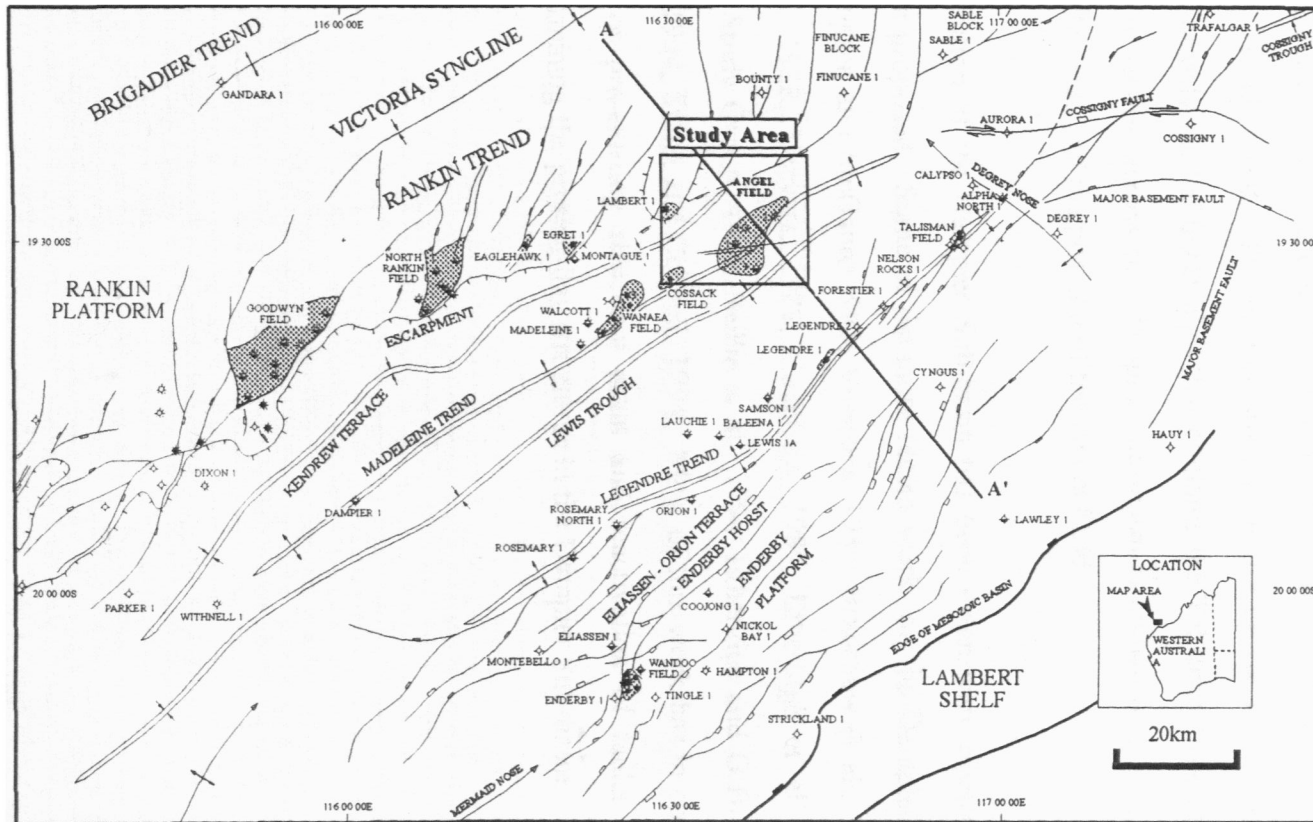 116 00 00E
116 30 00E
117 00 00E
SABLE
BLOCK
SABLE 1
TRAFALGAR 1
COSSIGNY
TROUGH
BRIGADIER TREND
GANDARA 1
VICTORIA SYNCLINE
A
FINUCANE
BLOCK
BOUNTY 1
FINUCANE 1
AURORA 1
COSSIGNY FAULT
COSSIGNY 1
Study Area
RANKIN TREND
ANGEL
FIELD
LAMBERT 1
CALYPSO 1
DEGREY NOSE
ALPHA
NORTH 1
MAJOR BASEMENT FAULT
DEGREY 1
TALISMAN
FIELD
19 30 00S
19 30 00S
EGRET 1
EAGLEHAWK 1
MONTAGUE 1
NORTH
RANKIN
FIELD
NELSON
ROCKS 1
RANKIN
PLATFORM
GOODWYN
FIELD
ESCARPMENT
COSSACK
FIELD
FORESTIER 1
WALCOTT 1
WANAEA
FIELD
MADELEINE 1
LEGENDRE 2
LEGENDRE 1
MAJOR BASEMENT FAULT
CYNGUS 1
SAMSON 1
LAUCHIE 1
BALEENA 1
LEWIS 1A
HAUY 1
KENDREW TERRACE
MADELEINE TREND
LEWIS TROUGH
LEGENDRE TREND
DIXON 1
DAMPIER 1
ROSEMARY
NORTH 1
ORION 1
A'
LAWLEY 1
ROSEMARY 1
ELIASSEN - ORION TERRACE
ENDERBY HORST
ENDERBY
PLATFORM
20 00 00S
20 00 00S
PARKER 1
WITHNELL 1
COOJONG 1
NICKOL
BAY 1
EDGE OF MESOZOIC BASIN
LOCATION
MAP AREA
WESTERN
AUSTRALI
A
ELIASSEN 1
MONTEBELLO 1
WANDOO
FIELD
HAMPTON 1
ENDERBY 1
TINGLE 1
LAMBERT
SHELF
STRICKLAND 1
20km
MERMAID NOSE
116 00 00E
116 30 00E
117 00 00E